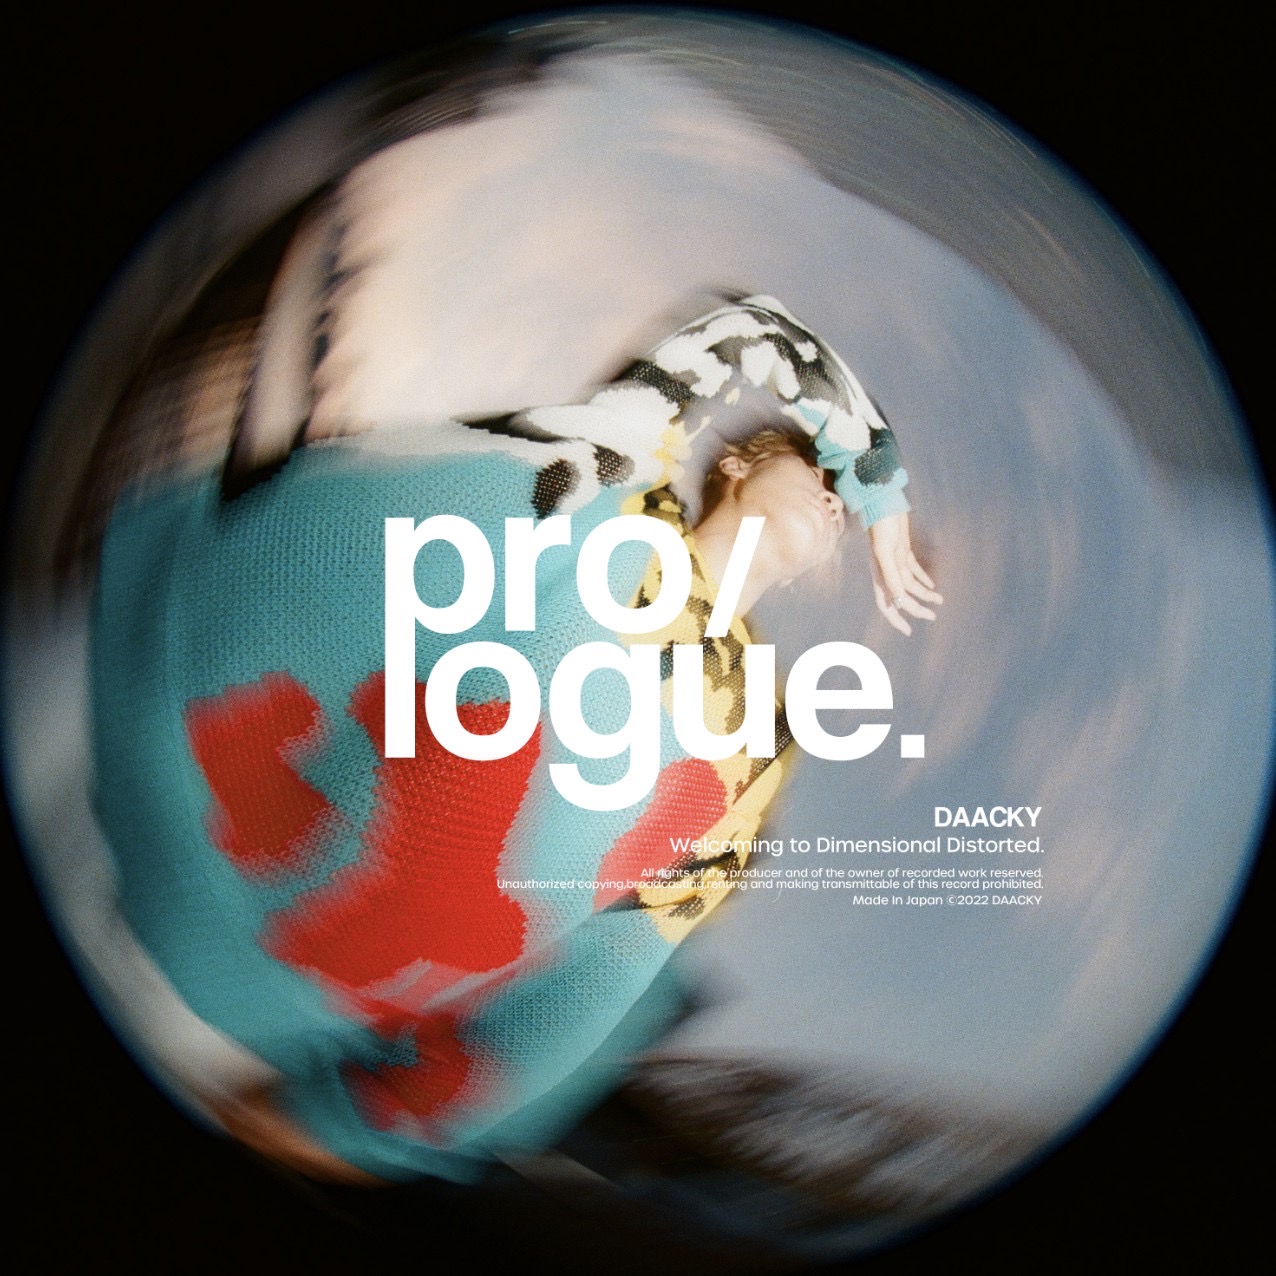 pro/
logue.
DAACKY
Welcoming to Dimensional Distorted.
All rights of the producer and of the owner of recorded work reserved.
Unauthorized copying,broadcasting,renting and making transmittable of this record prohibited.
Made In Japan ©2022 DAACKY